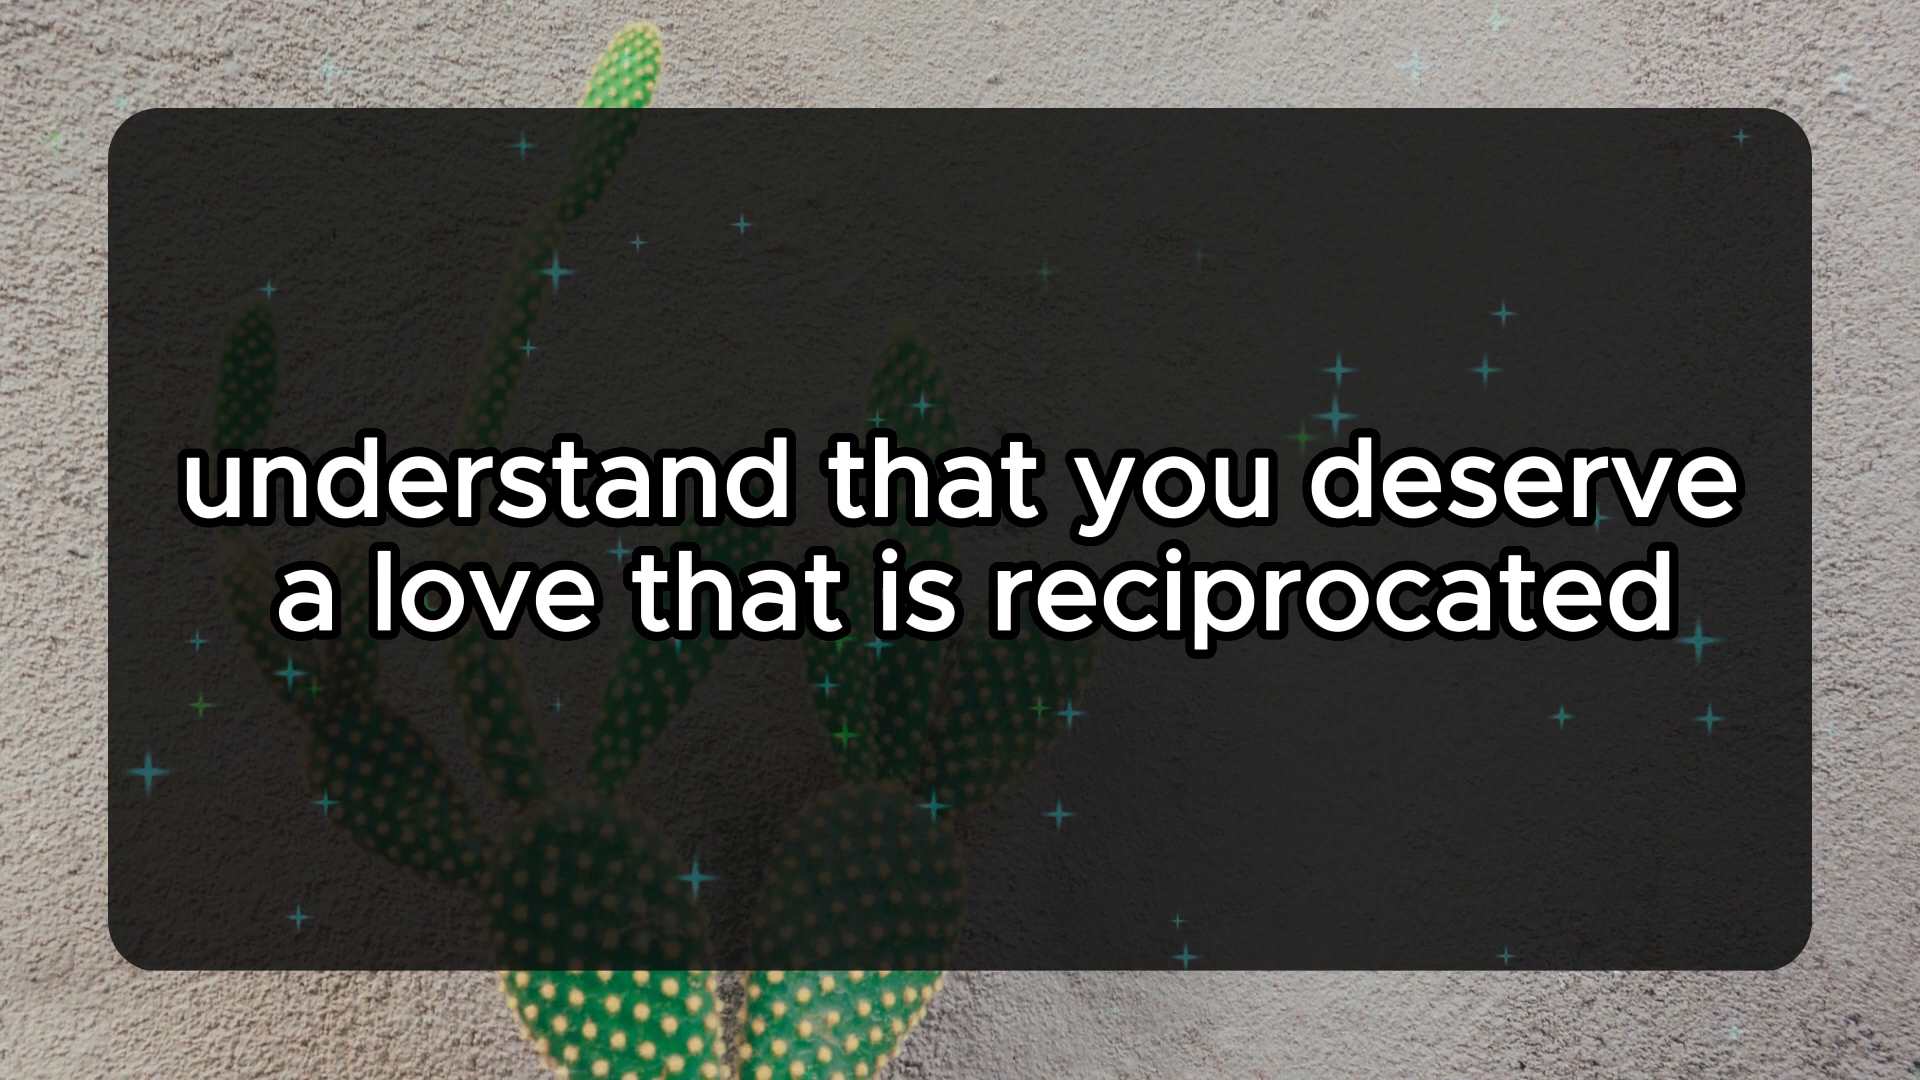 understand that you deserve
a love that is reciprocated